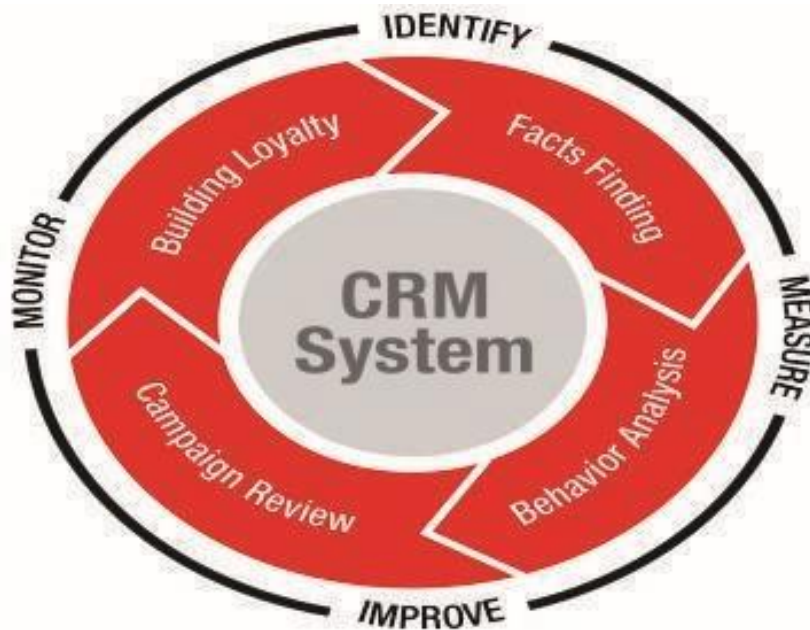 IDENTIFY
Building Loyalty
Facts Finding
MONITOR
CRM
System
MEASURE
Campaign Review
Behavior Analysis
IMPROVE